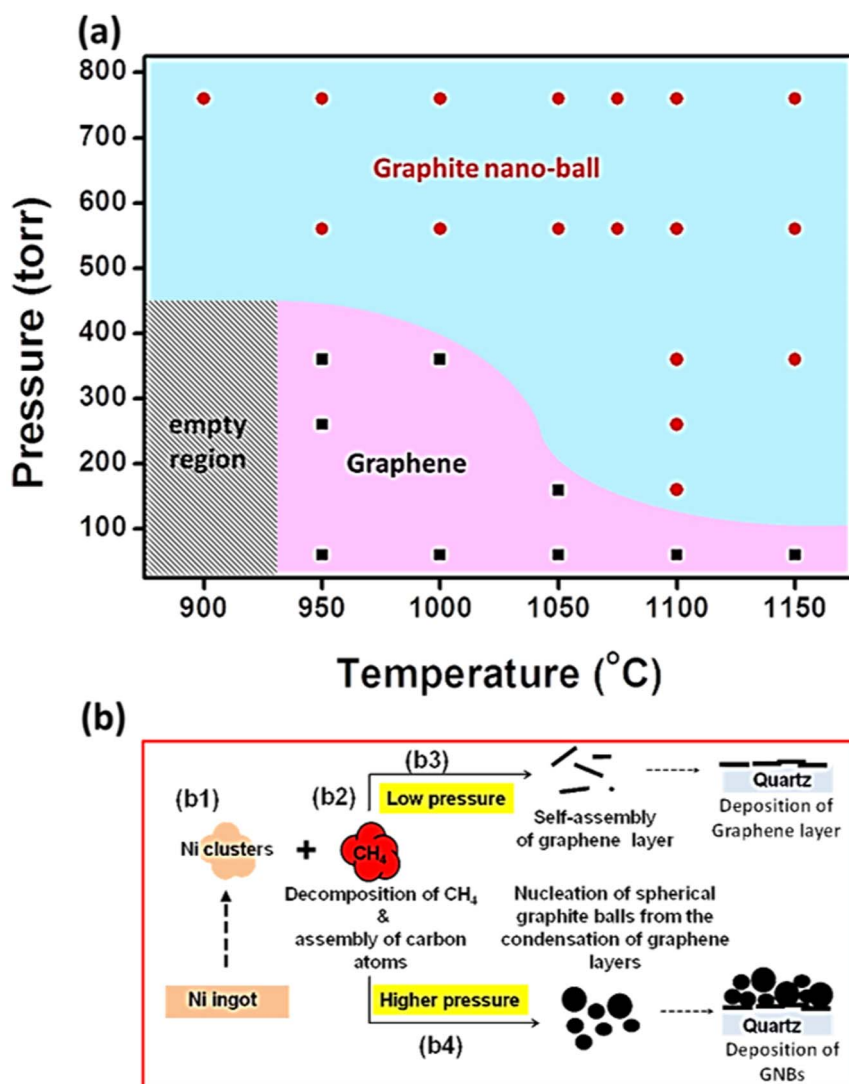 (a)
800
700
600
500
400
300
200
100
Pressure (torr)
Graphite nano-ball
empty
region
Graphene
900
950
1000
1050
1100
1150
Temperature (°C)
(b)
(b1)
Ni clusters
Ni ingot
+
(b2)
CH₄
Decomposition of CH₄
&
assembly of carbon
atoms
(b3)
Low pressure
Self-assembly
of graphene layer
Quartz
Deposition of
Graphene layer
Higher pressure
(b4)
Nucleation of spherical
graphite balls from the
condensation of graphene
layers
Quartz
Deposition of
GNBs